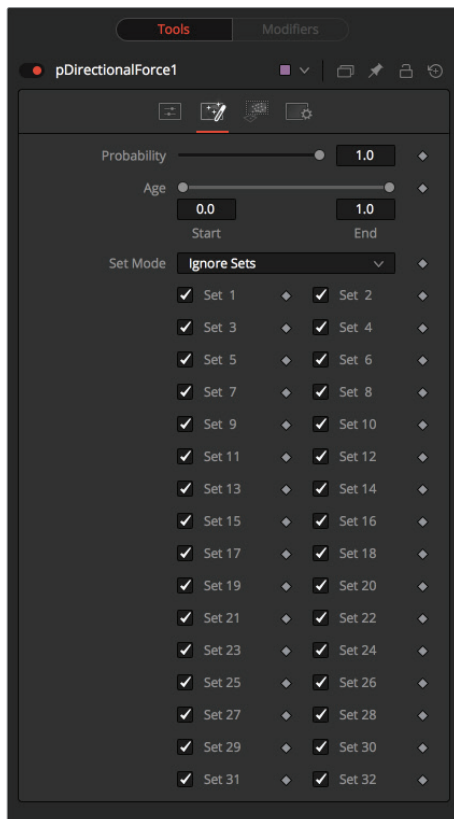 Tools Modifiers
pDirectionalForce1
Probability 1.0
Age
0.0 1.0
Start End
Set Mode Ignore Sets
Set 1 Set 2
Set 3 Set 4
Set 5 Set 6
Set 7 Set 8
Set 9 Set 10
Set 11 Set 12
Set 13 Set 14
Set 15 Set 16
Set 17 Set 18
Set 19 Set 20
Set 21 Set 22
Set 23 Set 24
Set 25 Set 26
Set 27 Set 28
Set 29 Set 30
Set 31 Set 32